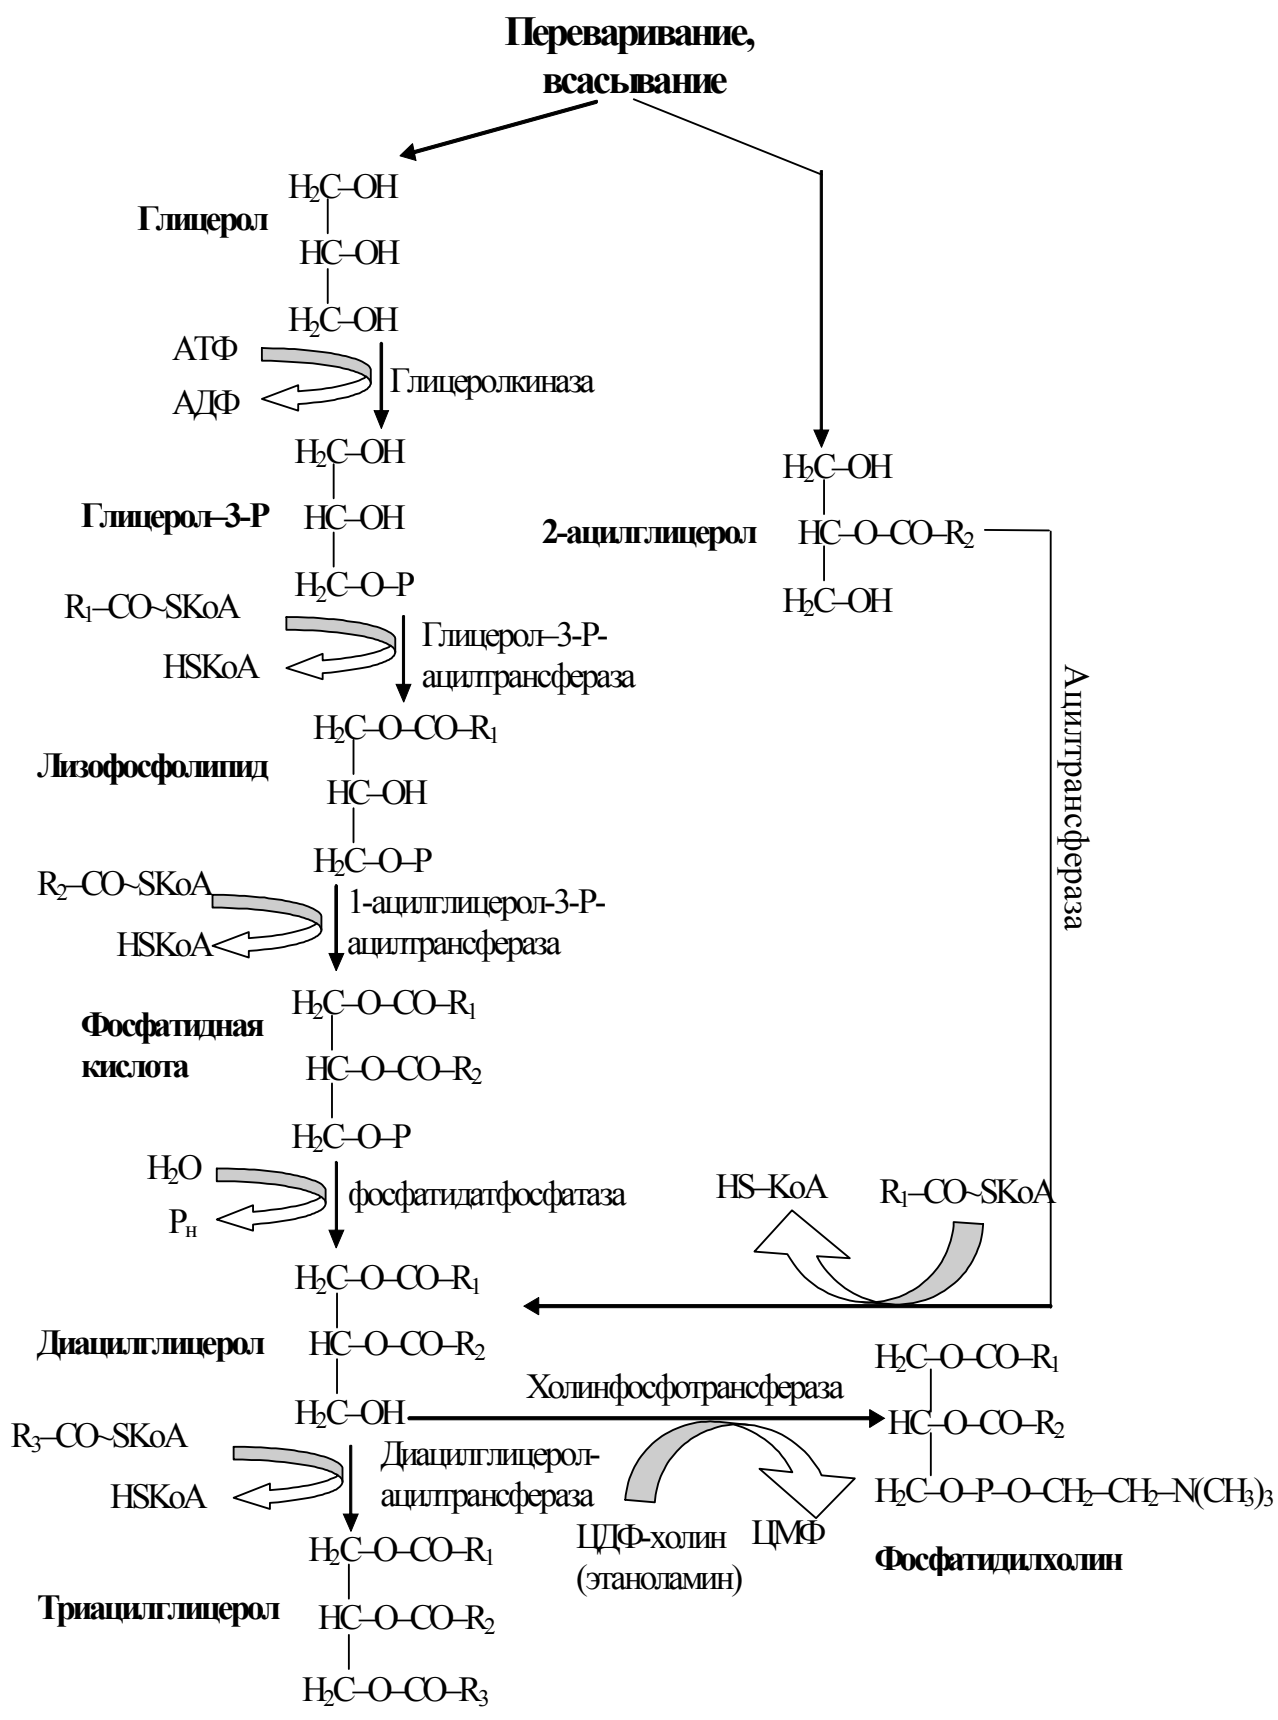 Переваривание,
всасывание
H₂C–OH
Глицерол
HC–OH
H₂C–OH
АТФ
АДФ
Глицеролкиназа
H₂C–OH
Глицерол–3-Р
HC–OH
H₂C–O–P
H₂C–OH
2-ацилглицерол
HC–O–CO–R₂
H₂C–OH
R₁–CO~SKoA
HSKoA
Глицерол–3-Р-
ацилтрансфераза
Ацилтрансфераза
H₂C–O–CO–R₁
Лизофосфолипид
HC–OH
H₂C–O–P
R₂–CO~SKoA
HSKoA
1-ацилглицерол-3-Р-
ацилтрансфераза
H₂C–O–CO–R₁
Фосфатидная
кислота
HC–O–CO–R₂
H₂C–O–P
H₂O
Pн
фосфатидатфосфатаза
HS–KoA
R₁–CO~SKoA
H₂C–O–CO–R₁
Диацилглицерол
HC–O–CO–R₂
H₂C–OH
Холинфосфотрансфераза
H₂C–O–CO–R₁
HC–O–CO–R₂
H₂C–O–P–O–CH₂–CH₂–N(CH₃)₃
Фосфатидилхолин
R₃–CO~SKoA
HSKoA
Диацилглицерол-
ацилтрансфераза
ЦДФ-холин
(этаноламин)
ЦМФ
H₂C–O–CO–R₁
Триацилглицерол
HC–O–CO–R₂
H₂C–O–CO–R₃